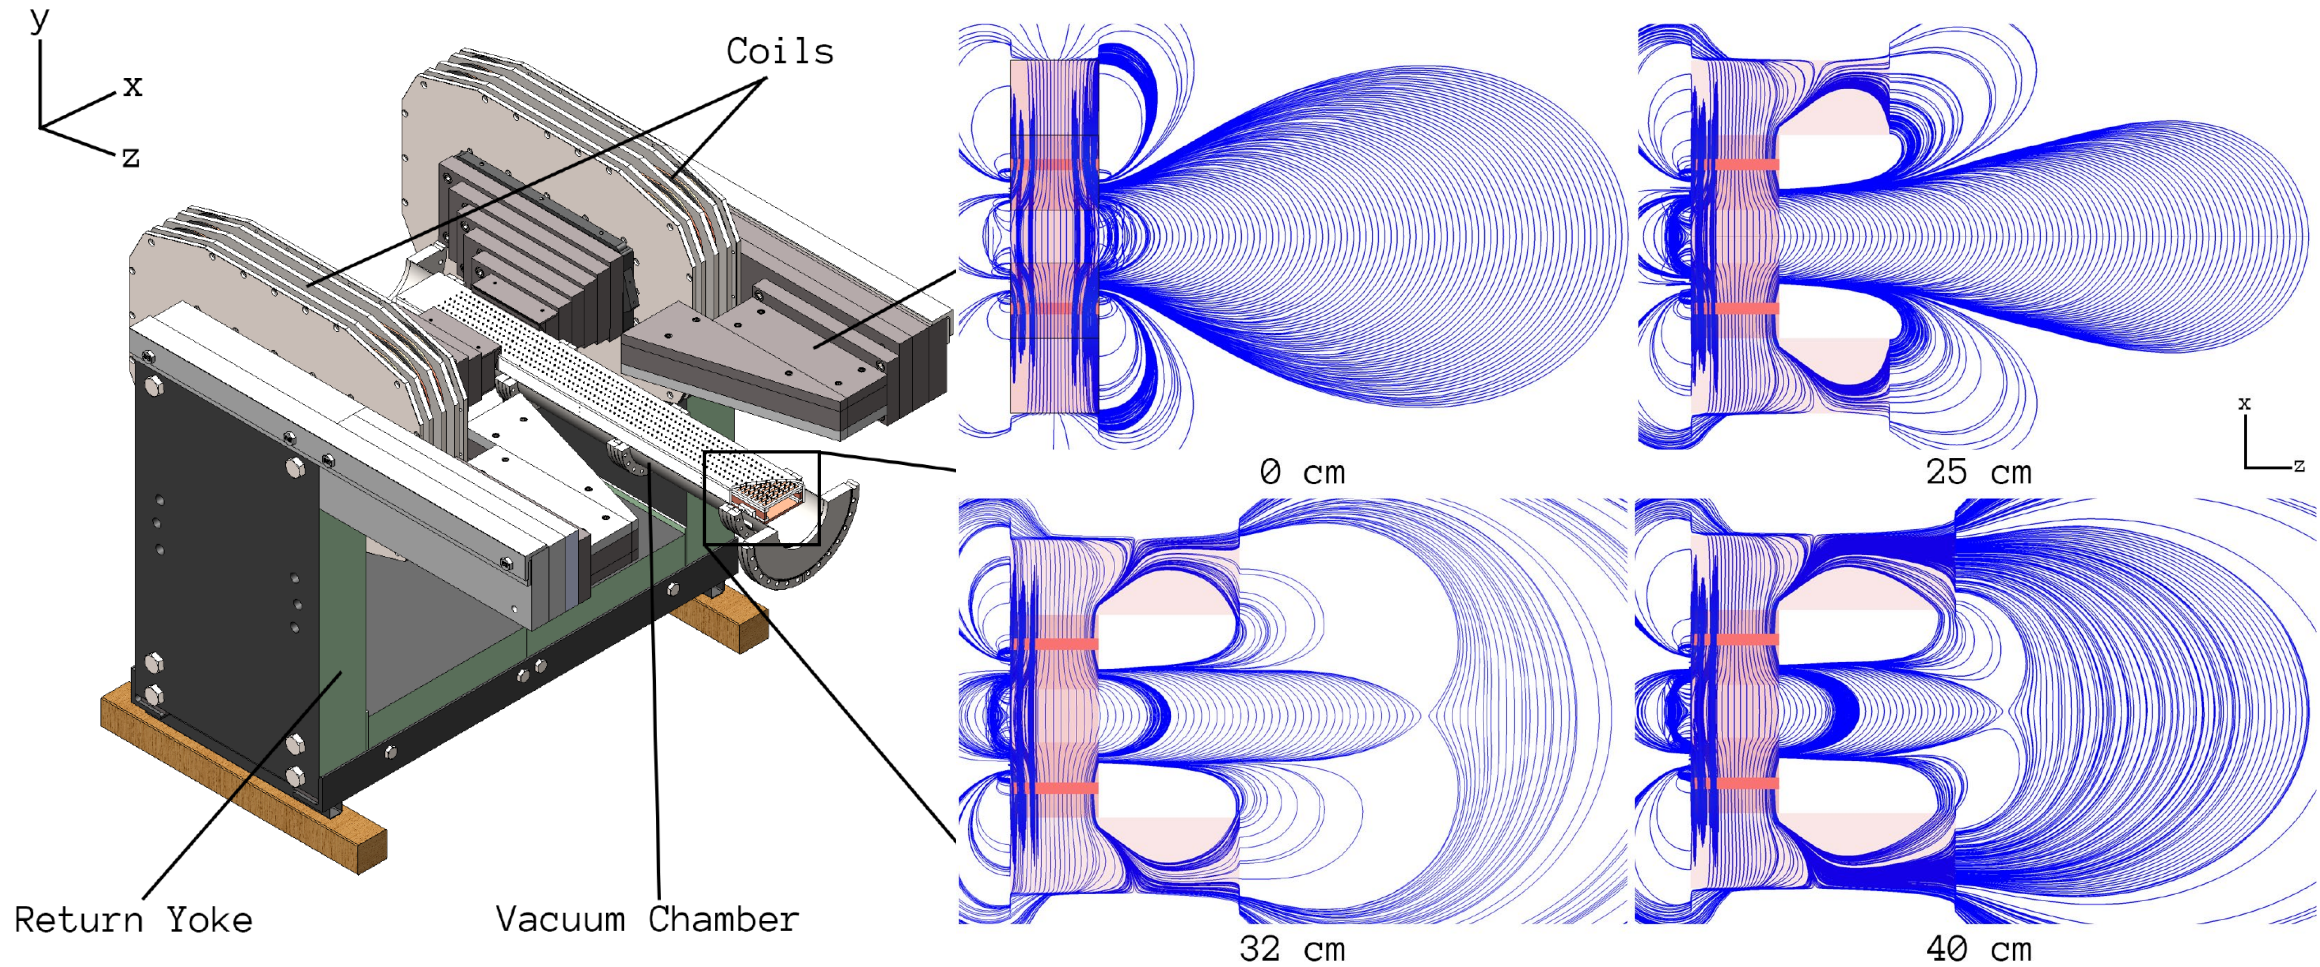 y
x
z
Coils
Return Yoke
Vacuum Chamber
0 cm
25 cm
x
z
32 cm
40 cm